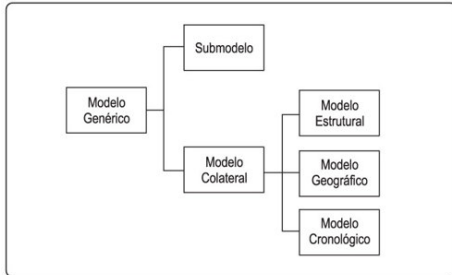 Submodelo
Modelo
Genérico
Modelo
Colateral
Modelo
Estrutural
Modelo
Geográfico
Modelo
Cronológico